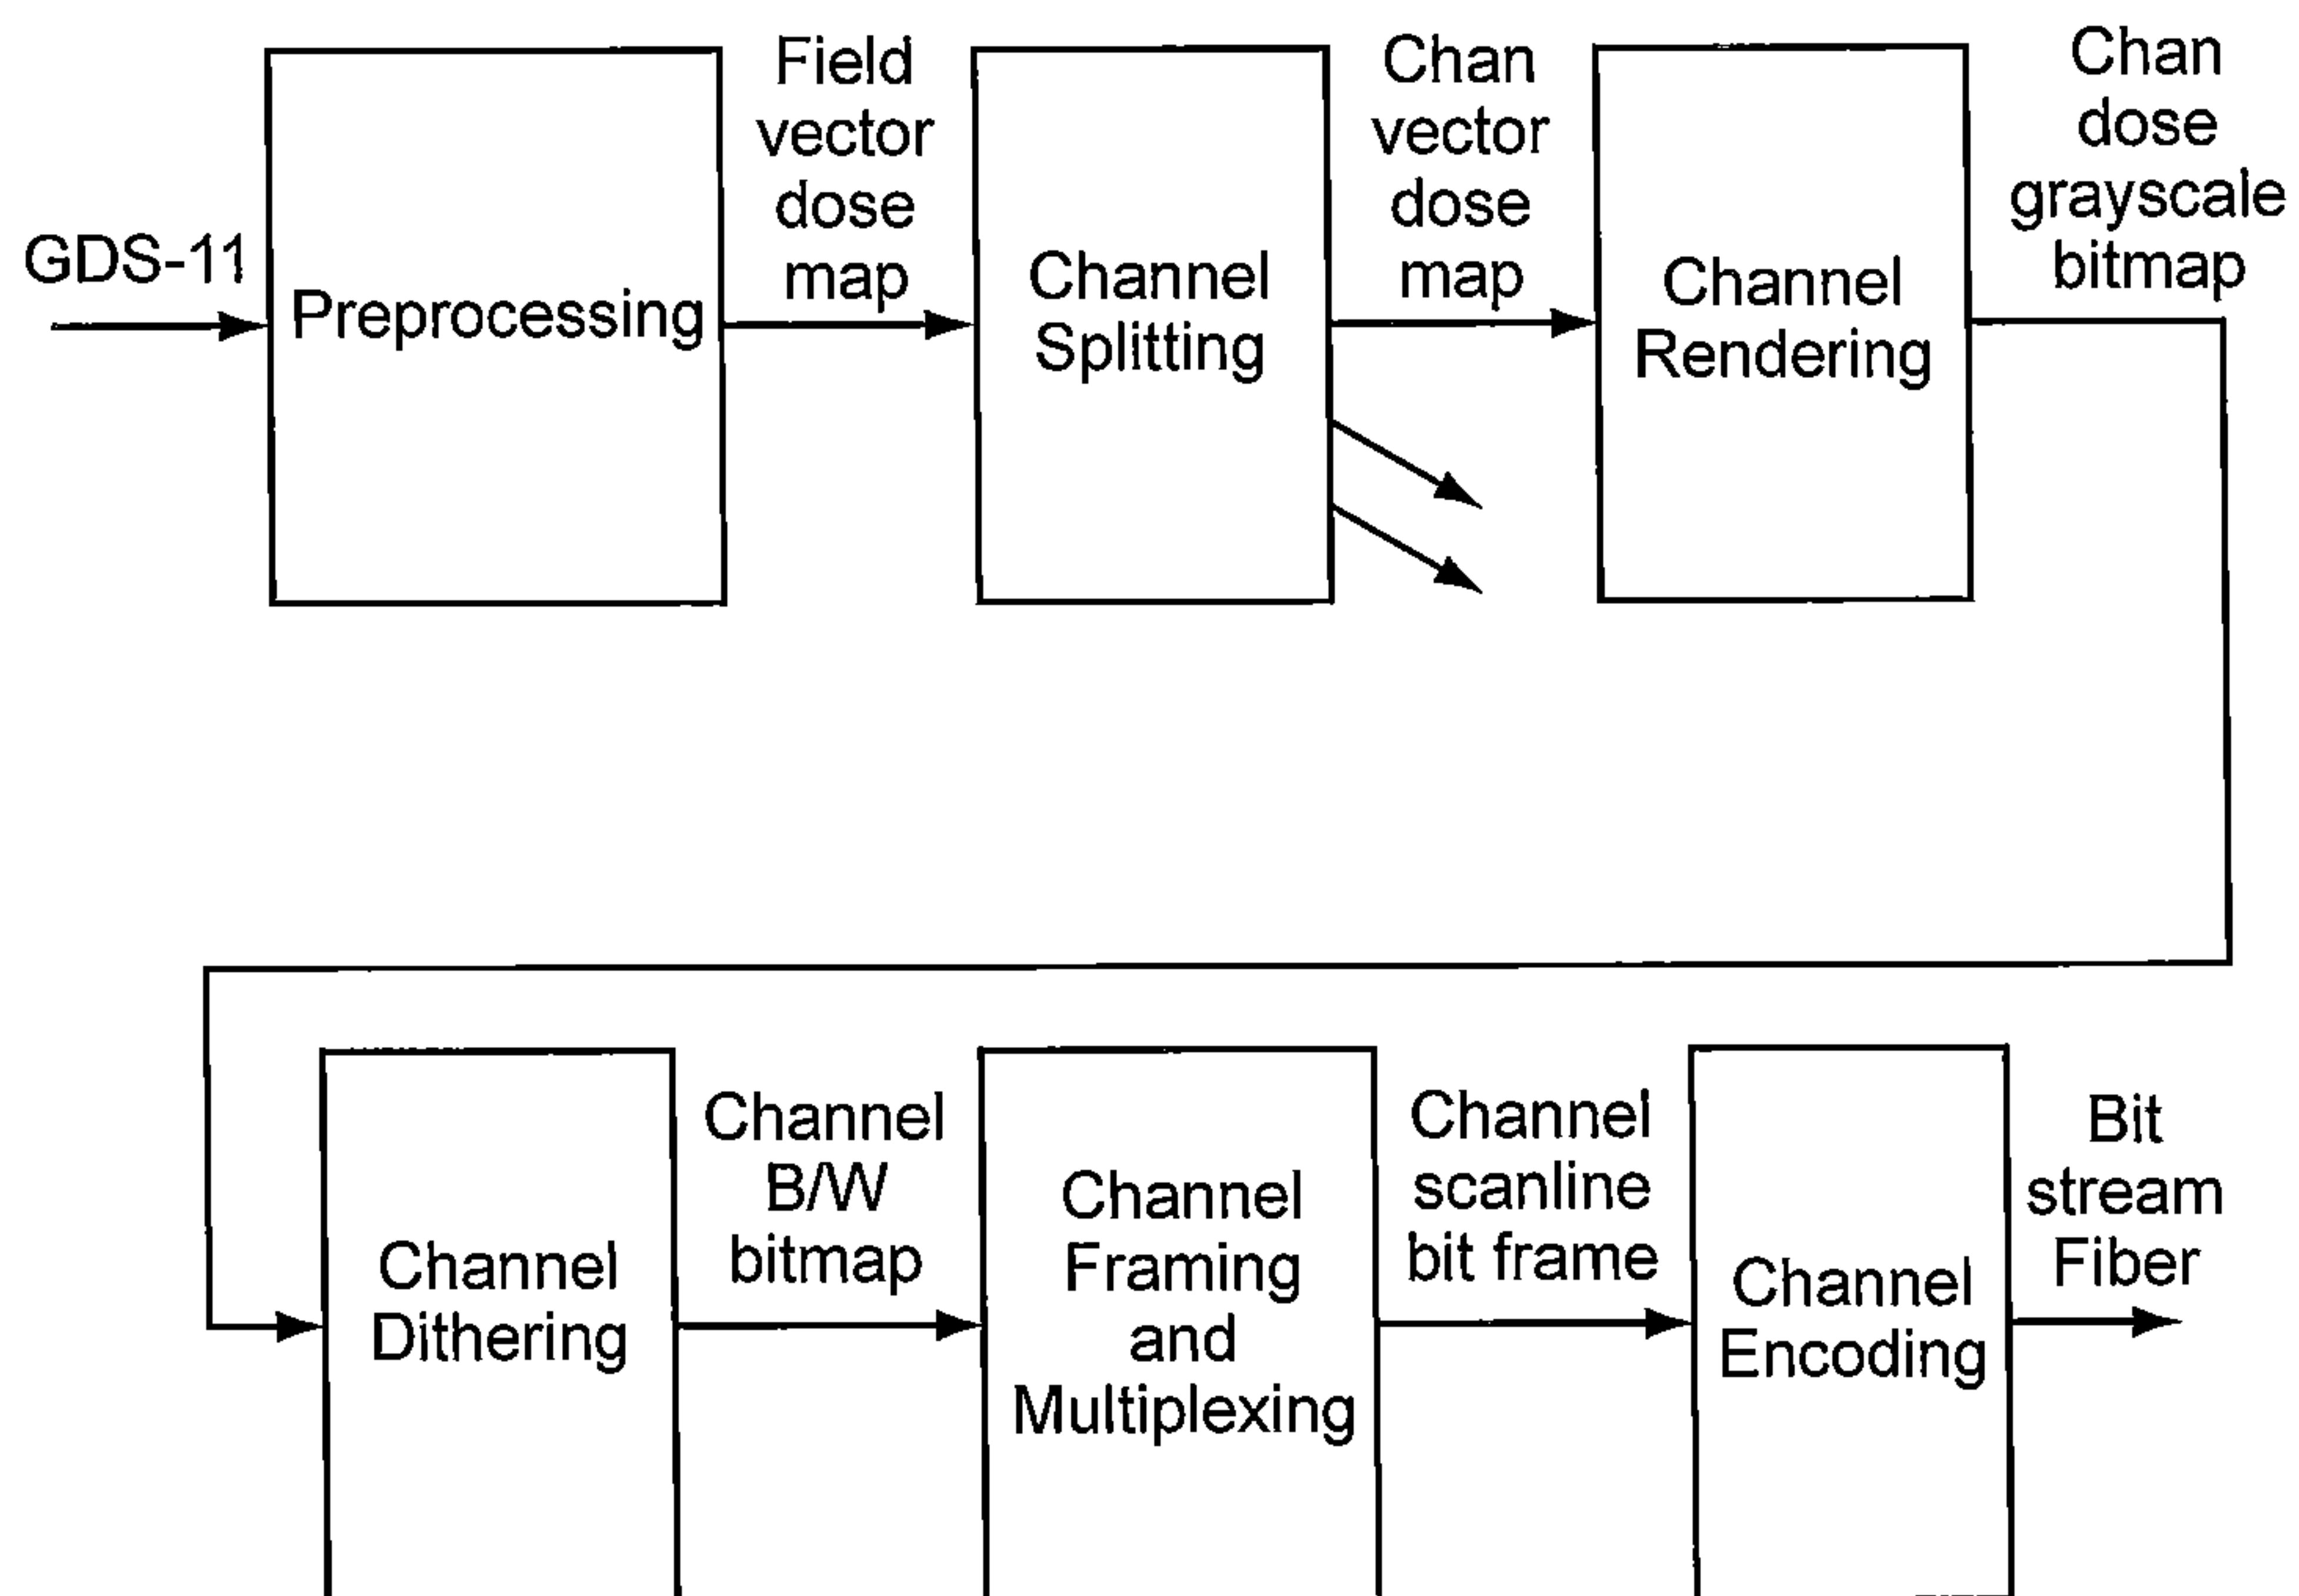 GDS-11
Preprocessing
Field
vector
dose
map
Channel
Splitting
Chan
vector
dose
map
Channel
Rendering
Chan
dose
grayscale
bitmap
Channel
Dithering
Channel
B/W
bitmap
Channel
Framing
and
Multiplexing
Channel
scanline
bit frame
Channel
Encoding
Bit
stream
Fiber